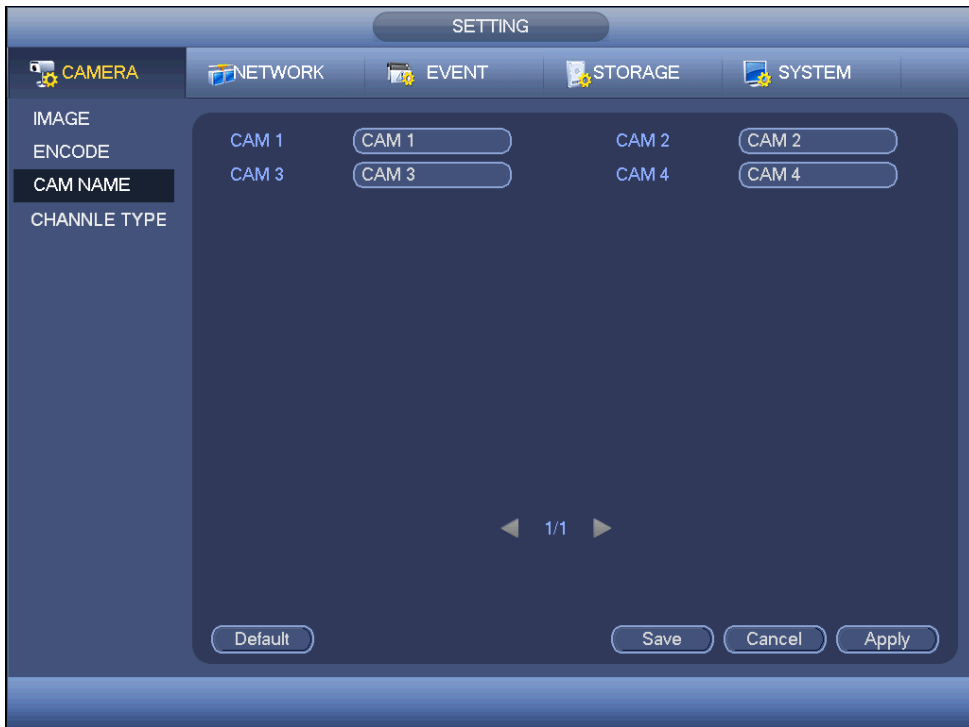 SETTING
CAMERA NETWORK EVENT STORAGE SYSTEM
IMAGE
ENCODE
CAM NAME
CHANNLE TYPE
CAM 1 CAM 1 CAM 2 CAM 2
CAM 3 CAM 3 CAM 4 CAM 4
1/1
Default Save Cancel Apply